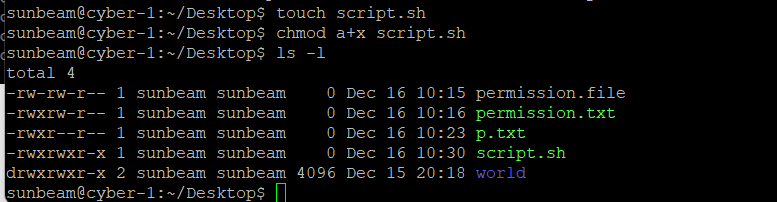 sunbeam@cyber-1:~/Desktop$ touch script.sh
sunbeam@cyber-1:~/Desktop$ chmod a+x script.sh
sunbeam@cyber-1:~/Desktop$ ls -l
total 4
-rw-rw-r-- 1 sunbeam sunbeam    0 Dec 16 10:15 permission.file
-rwxrw-r-- 1 sunbeam sunbeam    0 Dec 16 10:16 permission.txt
-rwxr--r-- 1 sunbeam sunbeam    0 Dec 16 10:23 p.txt
-rwxrwxr-x 1 sunbeam sunbeam    0 Dec 16 10:30 script.sh
drwxrwxr-x 2 sunbeam sunbeam 4096 Dec 15 20:18 world
sunbeam@cyber-1:~/Desktop$